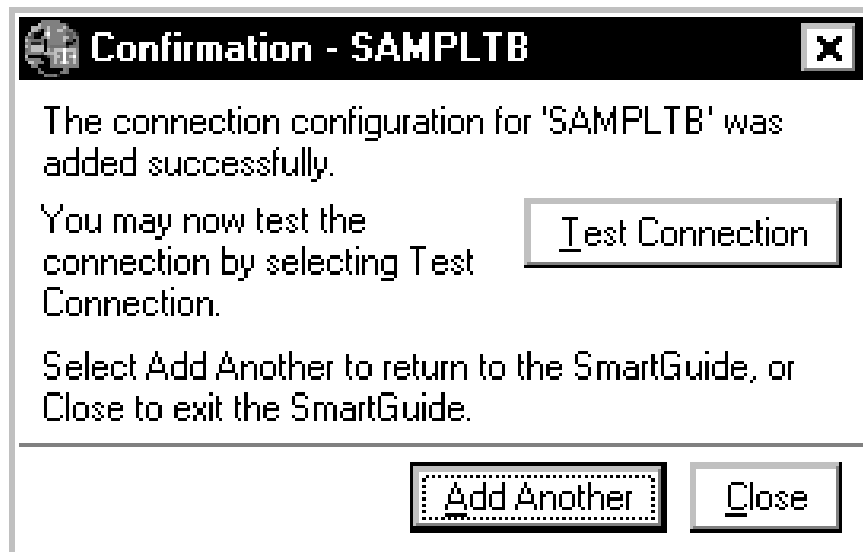 Confirmation - SAMPLTB
The connection configuration for 'SAMPLTB' was
added successfully.
You may now test the
connection by selecting Test
Connection.
Test Connection
Select Add Another to return to the SmartGuide, or
Close to exit the SmartGuide.
Add Another
Close